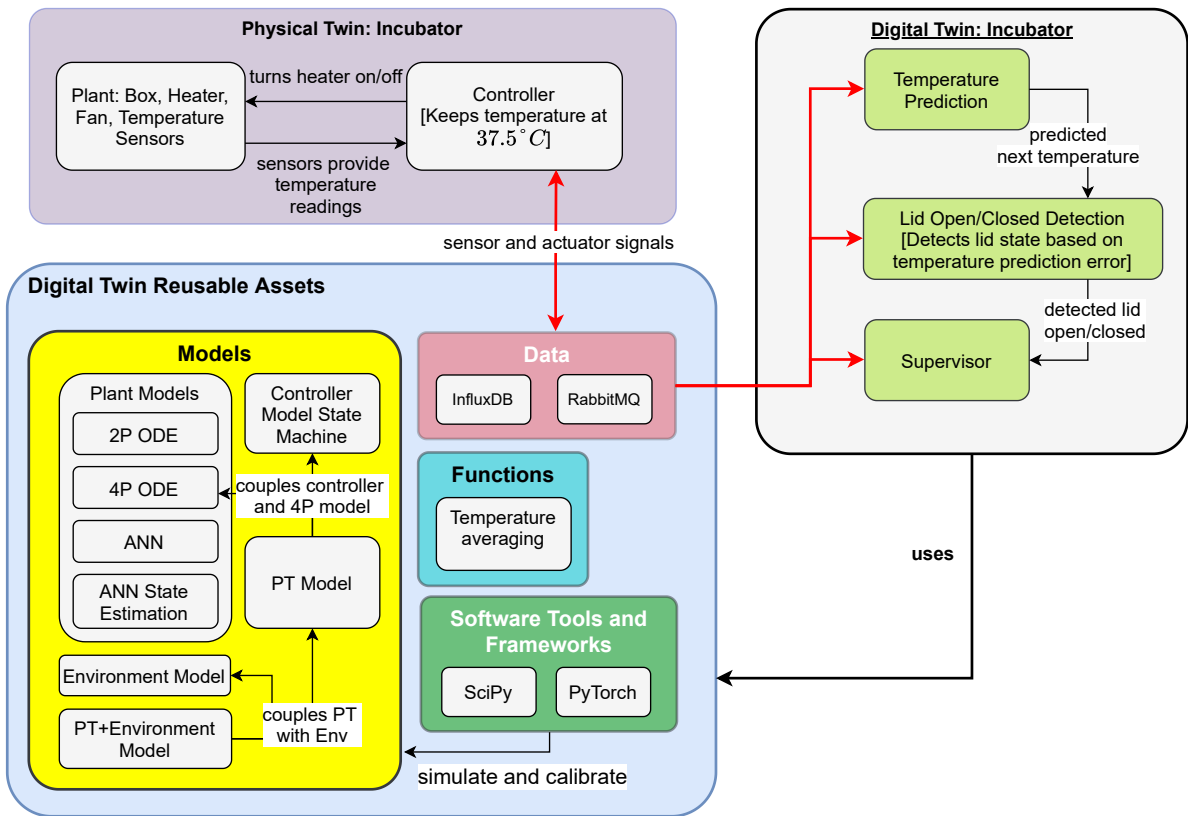 Physical Twin: Incubator
Plant: Box, Heater,
Fan, Temperature
Sensors
turns heater on/off
Controller
[Keeps temperature at
37.5°C]
sensors provide
temperature
readings
sensor and actuator signals
Digital Twin: Incubator
Temperature
Prediction
predicted
next temperature
Lid Open/Closed Detection
[Detects lid state based on
temperature prediction error]
detected lid
open/closed
Supervisor
uses
Digital Twin Reusable Assets
Models
Plant Models
2P ODE
4P ODE
ANN
ANN State
Estimation
Controller
Model State
Machine
couples controller
and 4P model
PT Model
Environment Model
PT+Environment
Model
couples PT
with Env
Data
InfluxDB
RabbitMQ
Functions
Temperature
averaging
Software Tools and
Frameworks
SciPy
PyTorch
simulate and calibrate